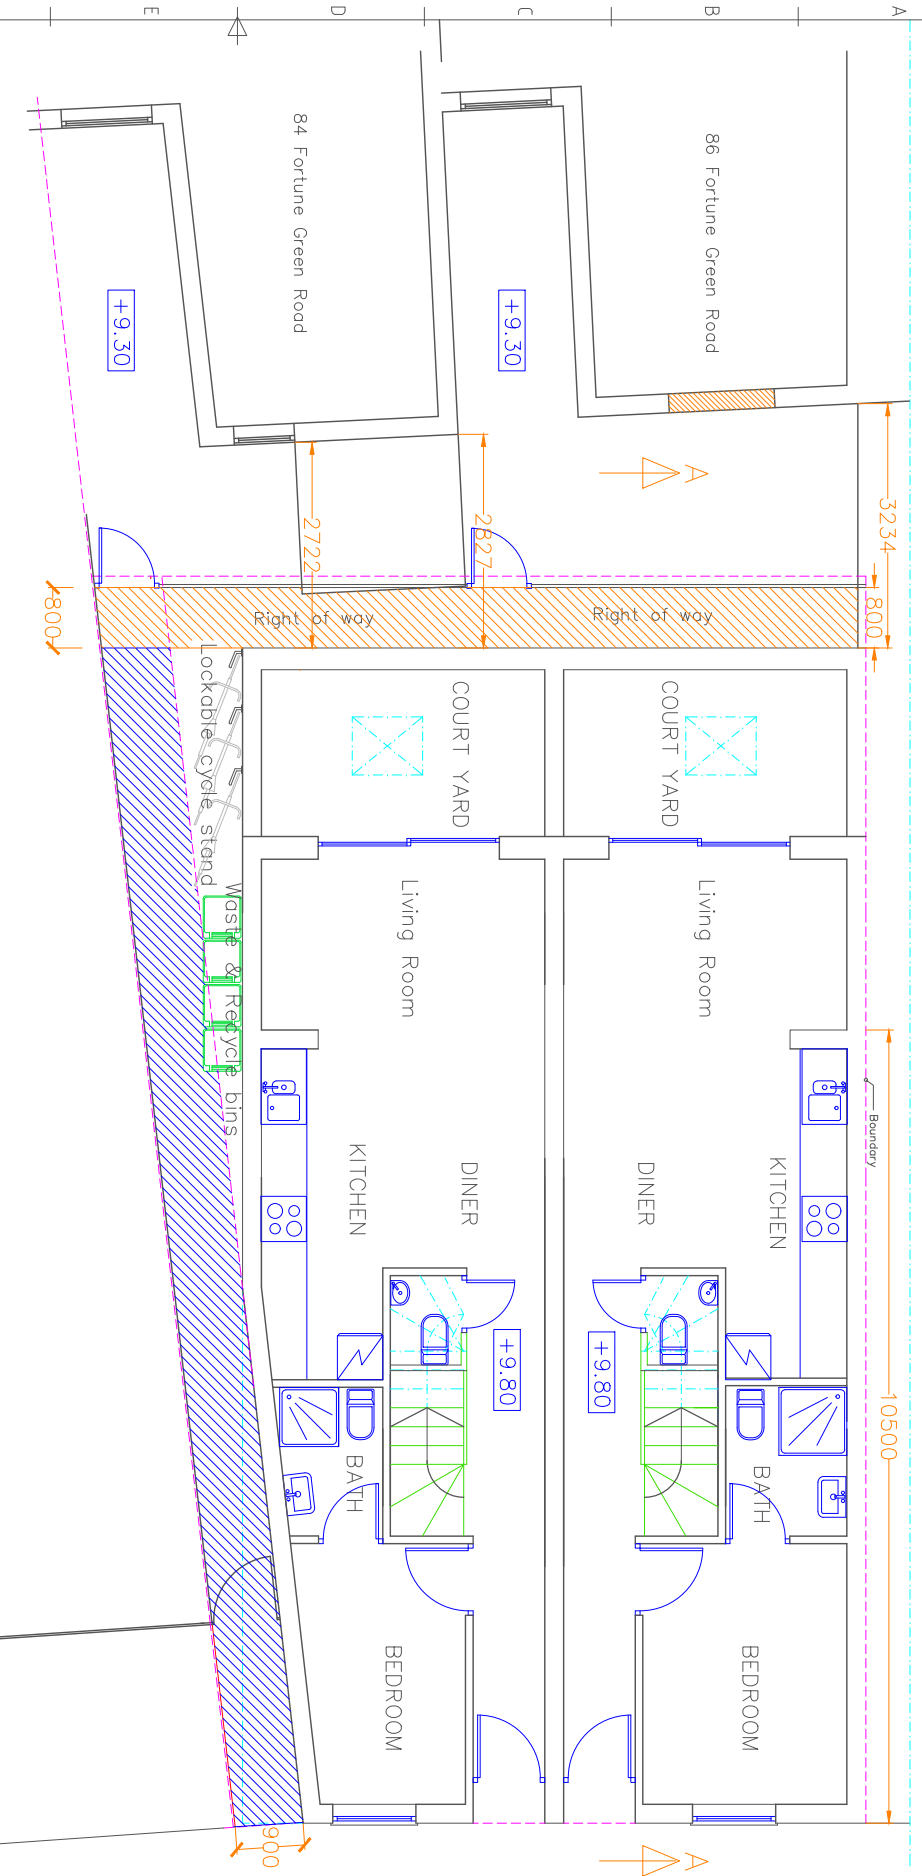 A
B
C
D
E
86 Fortune Green Road
84 Fortune Green Road
+9.30
+9.30
A
3234
2827
2722
800
800
Right of way
Right of way
Lockable cycle stand
Waste & Recycle bins
COURT YARD
COURT YARD
Living Room
Living Room
Boundary
KITCHEN
DINER
DINER
KITCHEN
+9.80
+9.80
10500
BATH
BATH
BEDROOM
BEDROOM
900
A